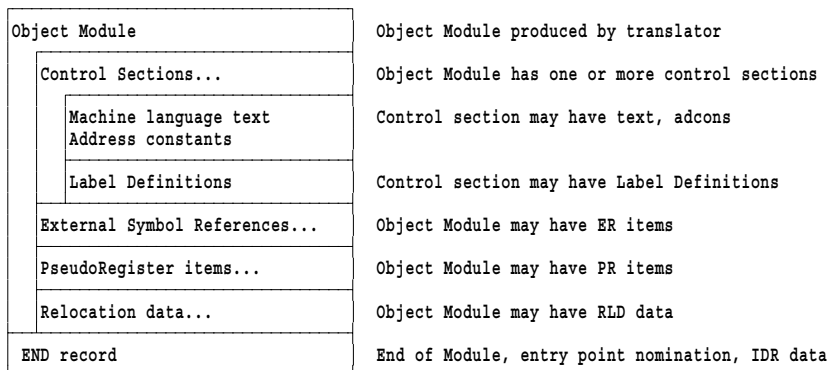 Object Module Object Module produced by translator
Control Sections... Object Module has one or more control sections
Machine language text Control section may have text, adcons
Address constants
Label Definitions Control section may have Label Definitions
External Symbol References... Object Module may have ER items
PseudoRegister items... Object Module may have PR items
Relocation data... Object Module may have RLD data
END record End of Module, entry point nomination, IDR data